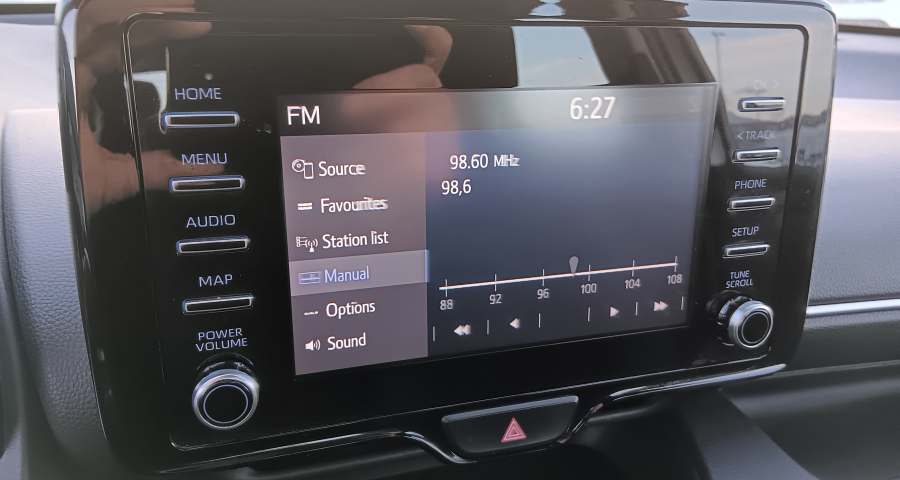 HOME
MENU
AUDIO
MAP
POWER
VOLUME
FM
6:27
Source
Favourites
Station list
Manual
Options
Sound
98.60 MHz
98,6
88 92 96 100 104 108
< TRACK
PHONE
SETUP
TUNE
SCROLL